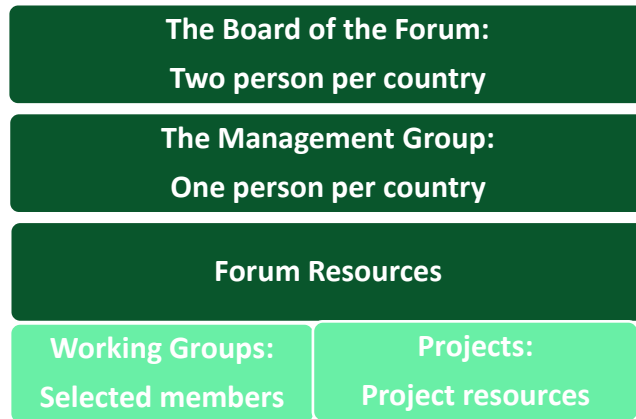 The Board of the Forum:
Two person per country
The Management Group:
One person per country
Forum Resources
Working Groups:
Selected members
Projects:
Project resources